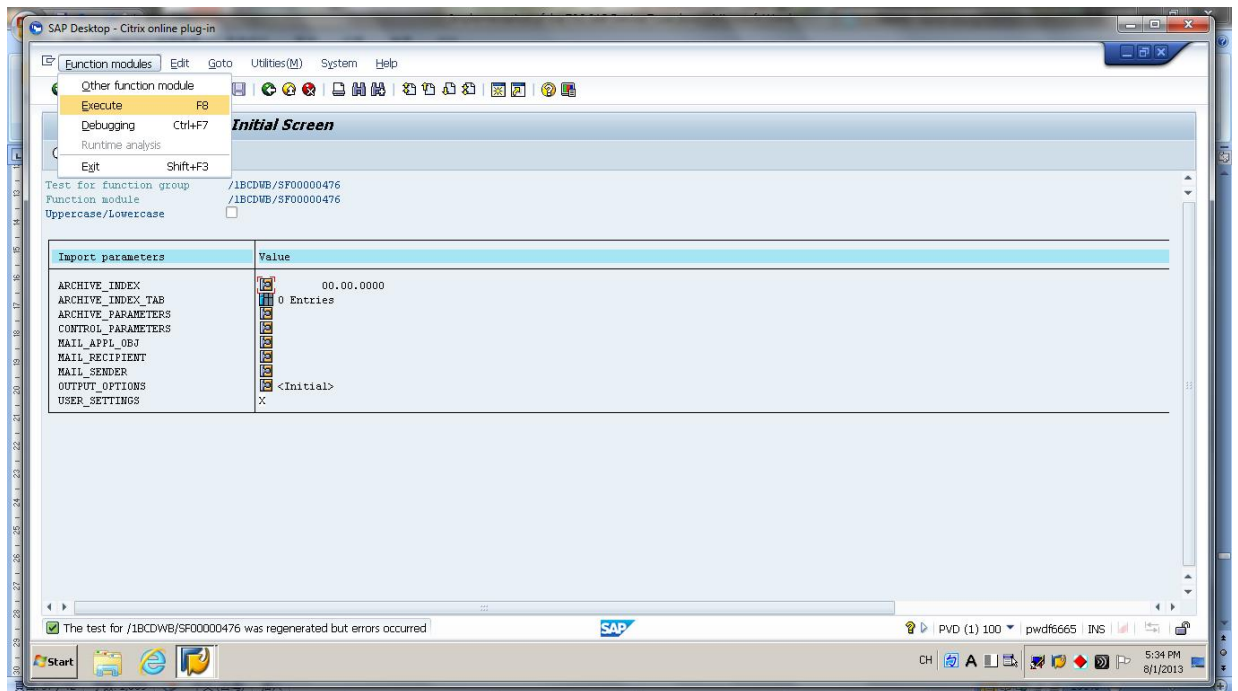 SAP Desktop - Citrix online plug-in
Function modules Edit Goto Utilities(M) System Help
Other function module
Execute F8
Debugging Ctrl+F7
Runtime analysis
Exit Shift+F3
Initial Screen
Test for function group /1BCDWB/SF00000476
Function module /1BCDWB/SF00000476
Uppercase/Lowercase
Import parameters Value
ARCHIVE_INDEX 00.00.0000
ARCHIVE_INDEX_TAB 0 Entries
ARCHIVE_PARAMETERS
CONTROL_PARAMETERS
MAIL_APPL_OBJ
MAIL_RECIPIENT
MAIL_SENDER
OUTPUT_OPTIONS <Initial>
USER_SETTINGS X
The test for /1BCDWB/SF00000476 was regenerated but errors occurred SAP PVD (1) 100 pwdf6665 INS
Start CH A 5:34 PM
8/1/2013